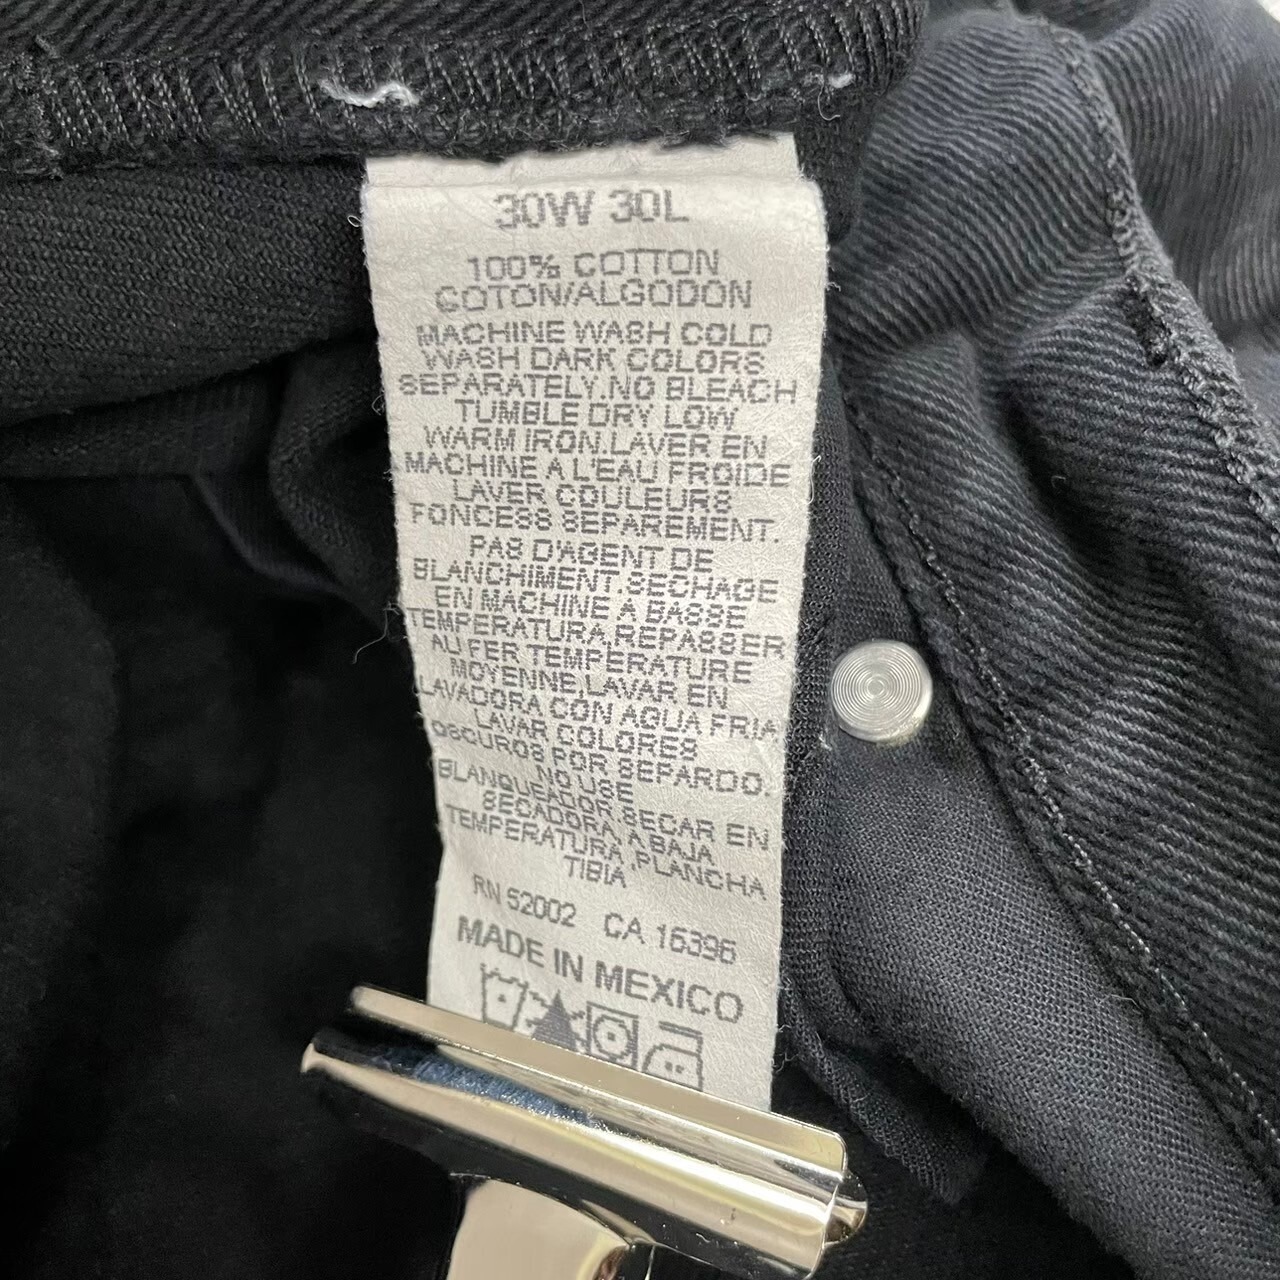 30W 30L
100% COTTON
COTON/ALGODON
MACHINE WASH COLD
WASH DARK COLORS
SEPARATELY.NO BLEACH
TUMBLE DRY LOW
WARM IRON.LAVER EN
MACHINE A L'EAU FROIDE
LAVER COULEURS
FONCESS SEPAREMENT.
PAS D'AGENT DE
BLANCHIMENT.SECHAGE
EN MACHINE A BASSE
TEMPERATURA.REPASSER
AU FER TEMPERATURE
MOYENNE,LAVAR EN
LAVADORA CON AGUA FRIA
LAVAR COLORES
OSCUROS POR SEPARDO.
NO USE
BLANQUEADOR.SECAR EN
SECADORA, A BAJA
TEMPERATURA, PLANCHA
TIBIA
RN 52002 CA 16396
MADE IN MEXICO